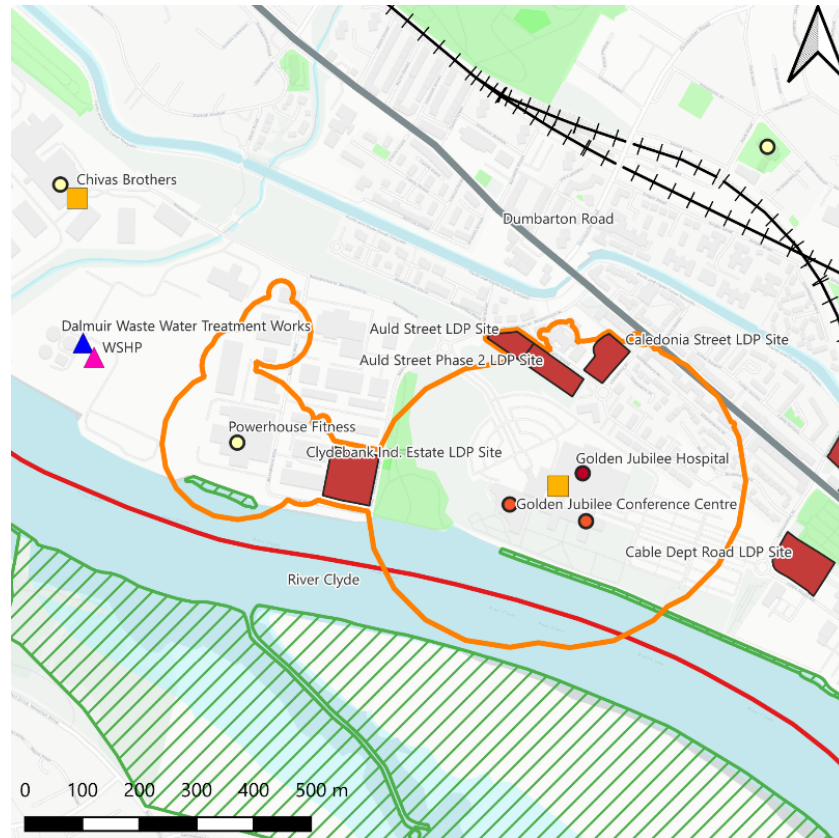 Chivas Brothers
Dumbarton Road
Dalmuir Waste Water Treatment Works
WSHP
Auld Street LDP Site
Caledonia Street LDP Site
Auld Street Phase 2 LDP Site
Powerhouse Fitness
Clydebank Ind. Estate LDP Site
Golden Jubilee Hospital
Golden Jubilee Conference Centre
Cable Dept Road LDP Site
River Clyde
0 100 200 300 400 500 m